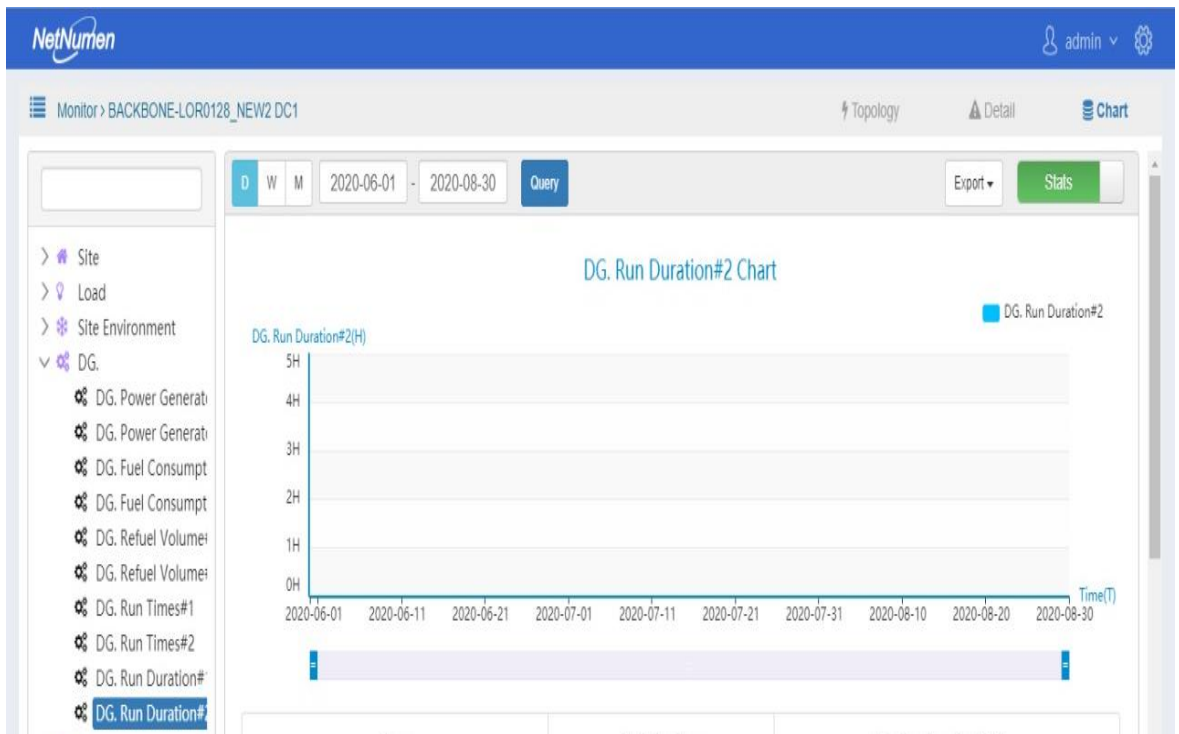 NetNumen
admin
Monitor > BACKBONE-LOR0128_NEW2 DC1
Topology
Detail
Chart
D W M 2020-06-01 - 2020-08-30 Query
Export
Stats
Site
Load
Site Environment
DG.
DG. Power Generat
DG. Power Generat
DG. Fuel Consumpt
DG. Fuel Consumpt
DG. Refuel Volume
DG. Refuel Volume
DG. Run Times#1
DG. Run Times#2
DG. Run Duration#
DG. Run Duration#2
DG. Run Duration#2 Chart
DG. Run Duration#2
DG. Run Duration#2(H)
5H
4H
3H
2H
1H
0H
Time(T)
2020-06-01 2020-06-11 2020-06-21 2020-07-01 2020-07-11 2020-07-21 2020-07-31 2020-08-10 2020-08-20 2020-08-30